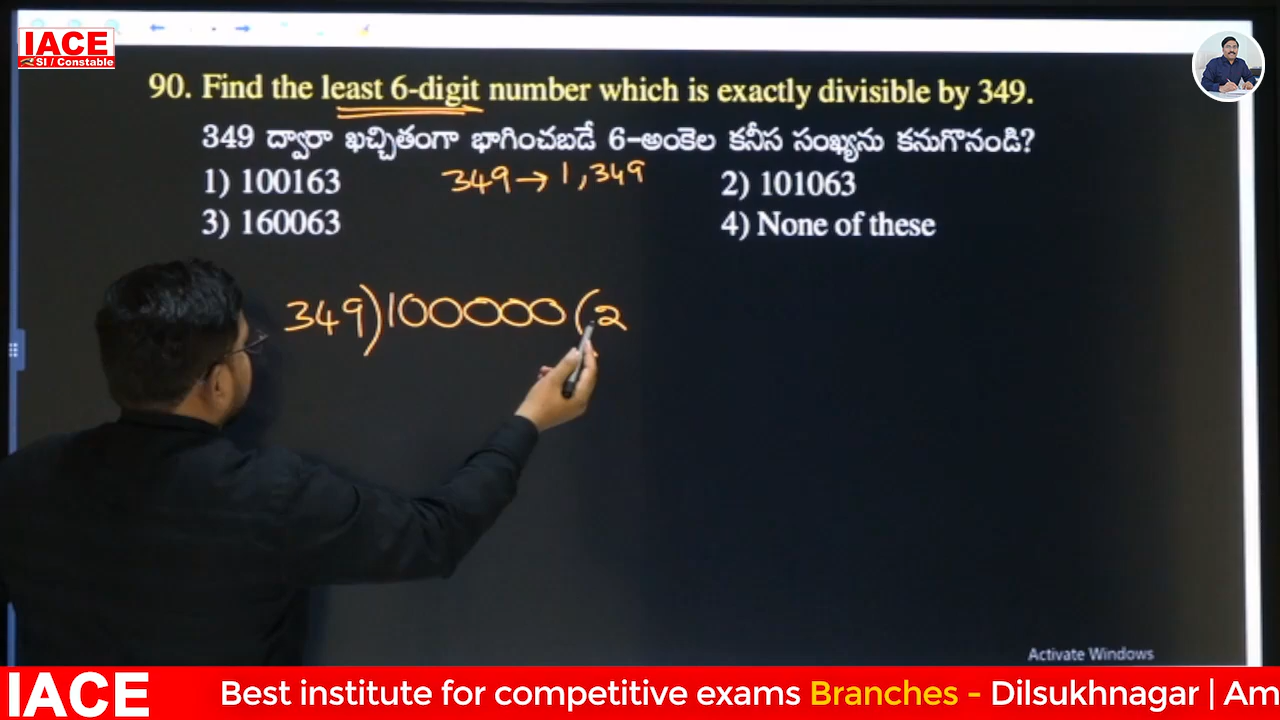 IACE
SI / Constable
90. Find the least 6-digit number which is exactly divisible by 349.
349 ద్వారా ఖచ్చితంగా భాగించబడే 6-అంకెల కనీస సంఖ్యను కనుగొనండి?
1) 100163
349 → 1, 349
2) 101063
3) 160063
4) None of these
349) 100000 (2
Activate Windows
IACE
Best institute for competitive exams Branches - Dilsukhnagar | Am